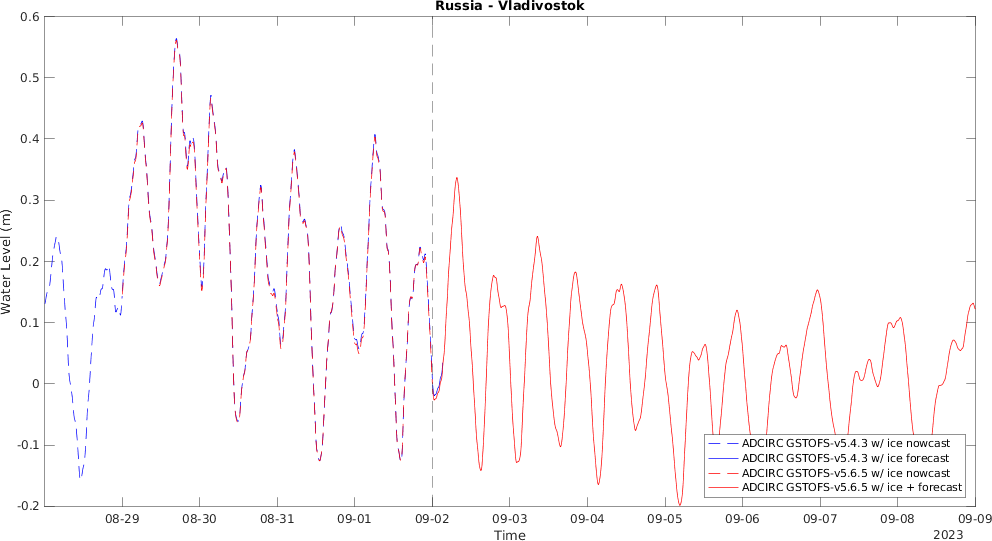 Russia - Vladivostok
0.6
0.5
0.4
0.3
0.2
0.1
0
-0.1
-0.2
Water Level (m)
08-29 08-30 08-31 09-01 09-02 09-03 09-04 09-05 09-06 09-07 09-08 09-09
Time
2023
ADCIRC GSTOFS-v5.4.3 w/ ice nowcast
ADCIRC GSTOFS-v5.4.3 w/ ice forecast
ADCIRC GSTOFS-v5.6.5 w/ ice nowcast
ADCIRC GSTOFS-v5.6.5 w/ ice + forecast